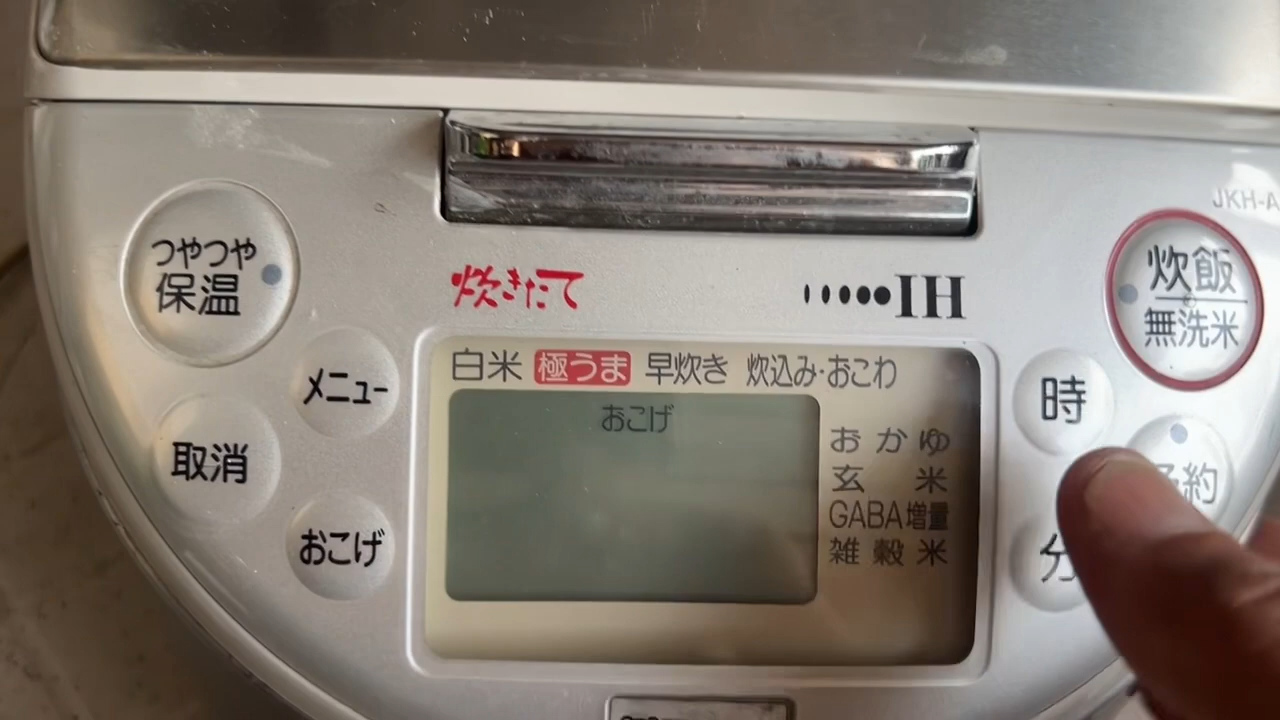 JKH-A
つやつや
保温
炊きたて
IH
炊飯
無洗米
メニュー
取消
おこげ
白米 極うま 早炊き 炊込み・おこわ
おこげ
おかゆ
玄米
GABA増量
雑穀米
時
約
分